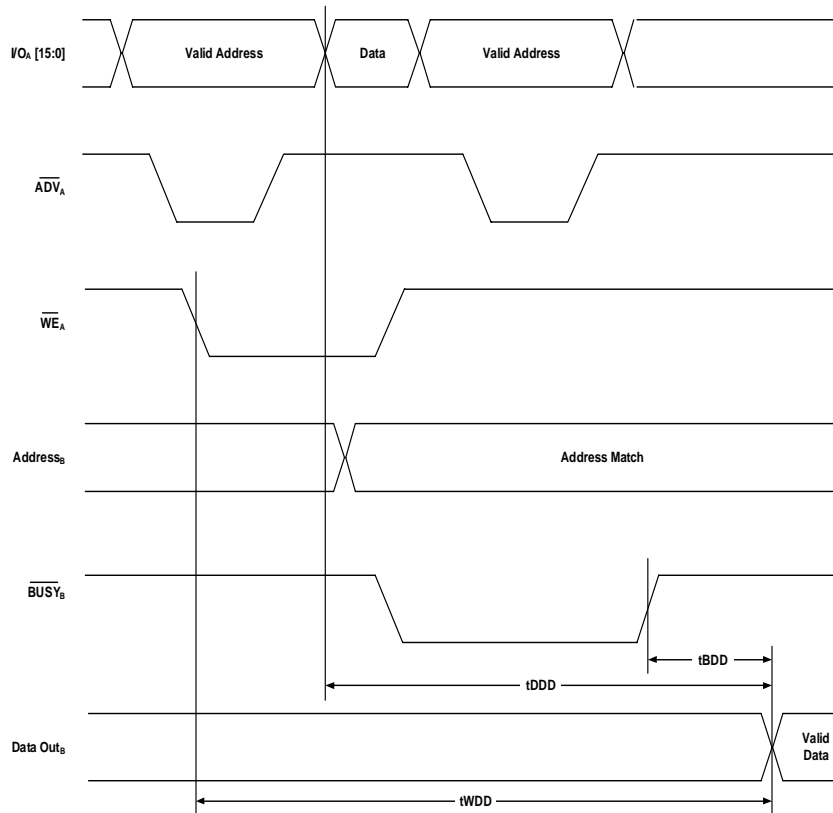 I/OA [15:0]
Valid Address
Data
Valid Address
ADVA
WEA
AddressB
Address Match
BUSYB
tBDD
tDDD
Data OutB
Valid
Data
tWDD